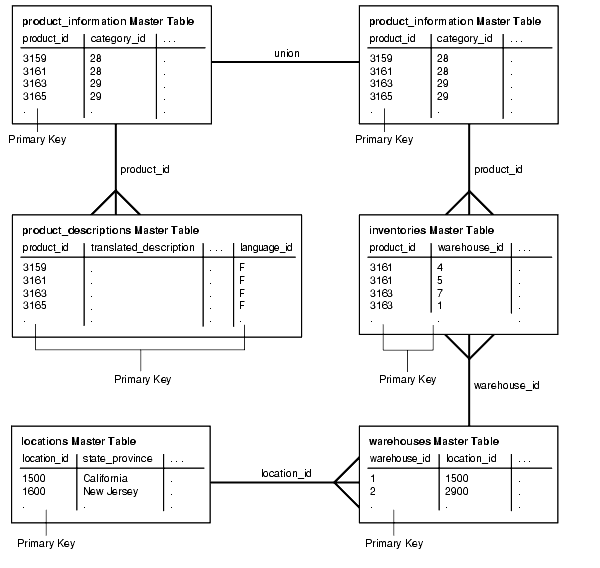 product_information Master Table
product_id category_id ...
3159 28 .
3161 28 .
3163 29 .
3165 29 .
. . .
Primary Key
union
product_information Master Table
product_id category_id ...
3159 28 .
3161 28 .
3163 29 .
3165 29 .
. . .
Primary Key
product_id
product_id
product_descriptions Master Table
product_id translated_description ... language_id
3159 . . F
3161 . . F
3163 . . F
3165 . . F
. . . .
Primary Key
inventories Master Table
product_id warehouse_id ...
3161 4 .
3161 5 .
3163 7 .
3163 1 .
. . .
Primary Key
warehouse_id
locations Master Table
location_id state_province ...
1500 California .
1600 New Jersey .
. . .
Primary Key
location_id
warehouses Master Table
warehouse_id location_id ...
1 1500 .
2 2900 .
. . .
Primary Key